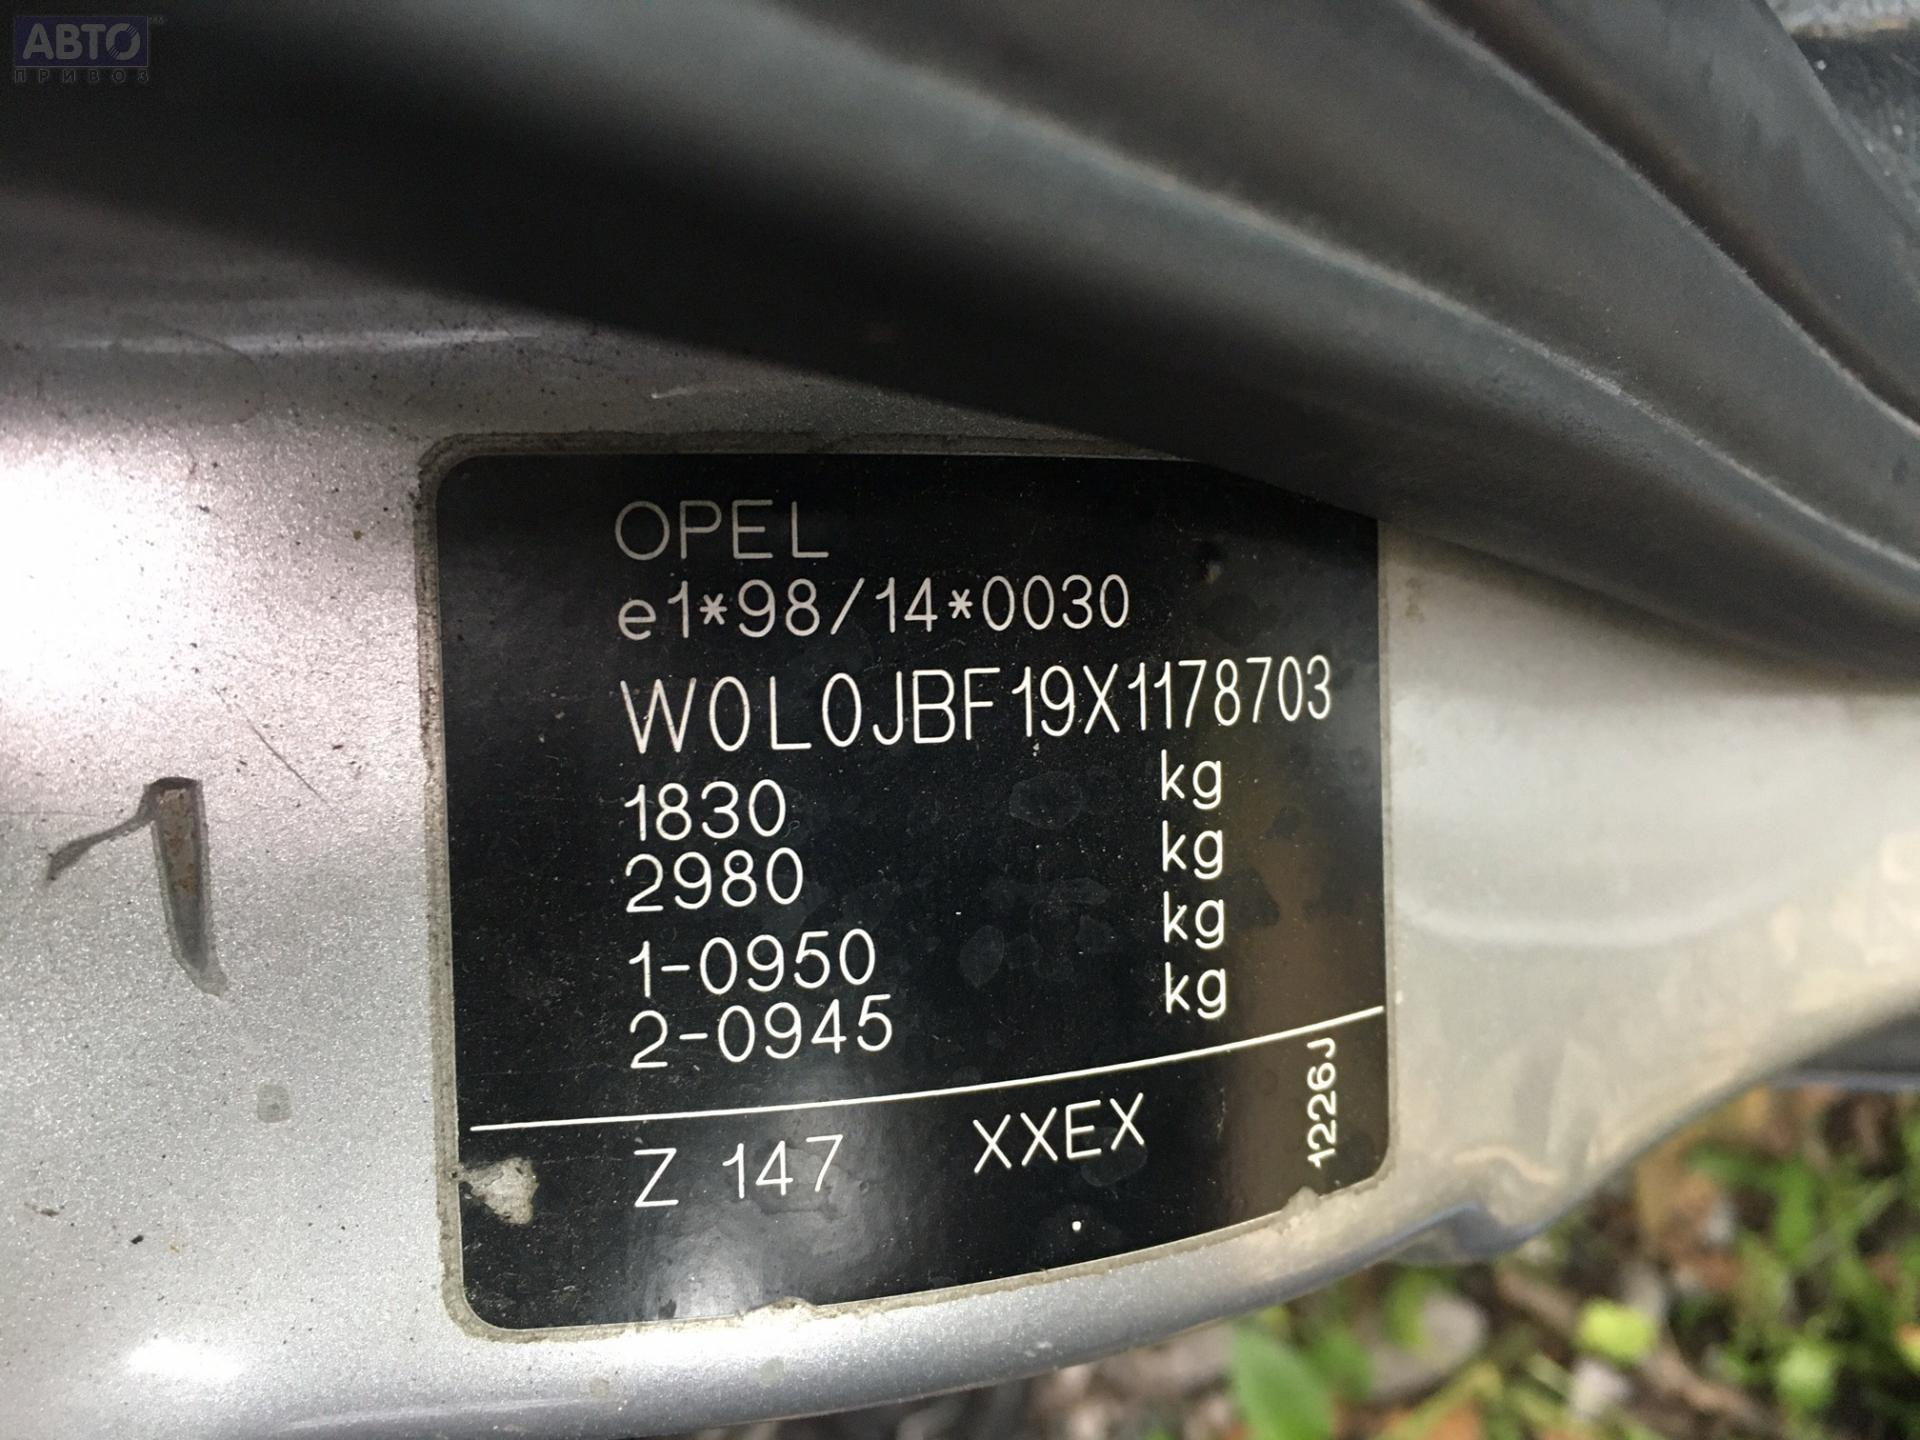 АВТО
ПРИВОЗ
OPEL
e1*98/14*0030
W0L0JBF19X1178703
1830 kg
2980 kg
1-0950 kg
2-0945 kg
Z 147 XXEX
1226J